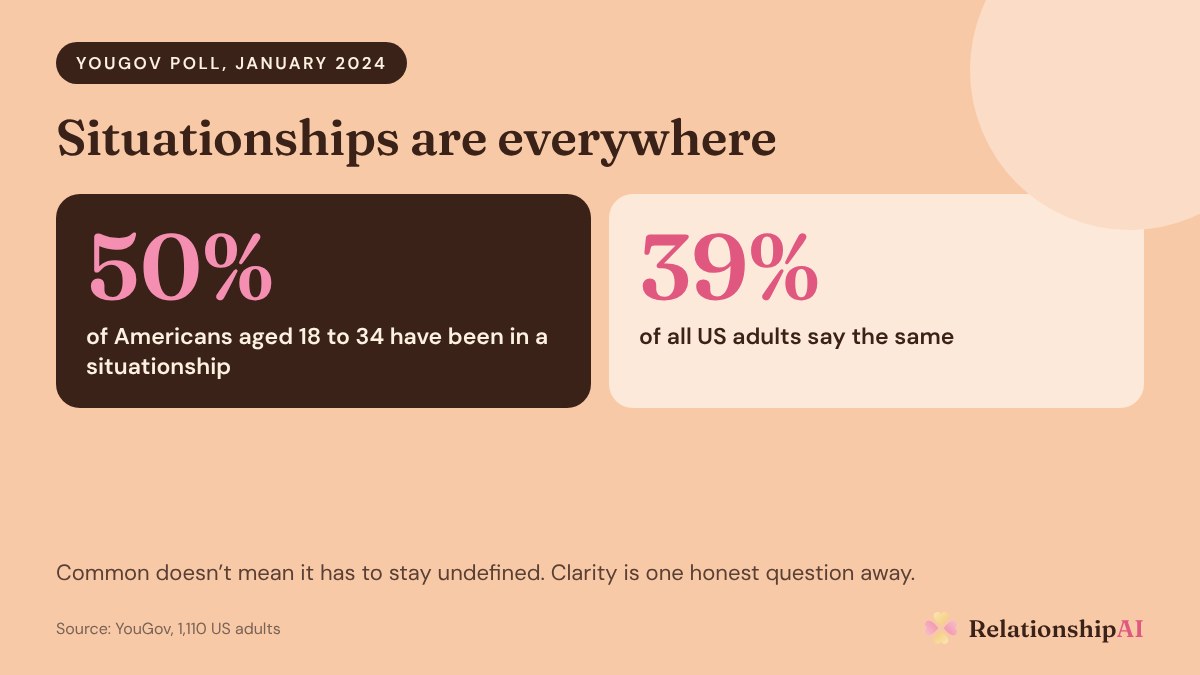 YOUGOV POLL, JANUARY 2024
Situationships are everywhere
50%
of Americans aged 18 to 34 have been in a
situationship
39%
of all US adults say the same
Common doesn’t mean it has to stay undefined. Clarity is one honest question away.
Source: YouGov, 1,110 US adults
RelationshipAI